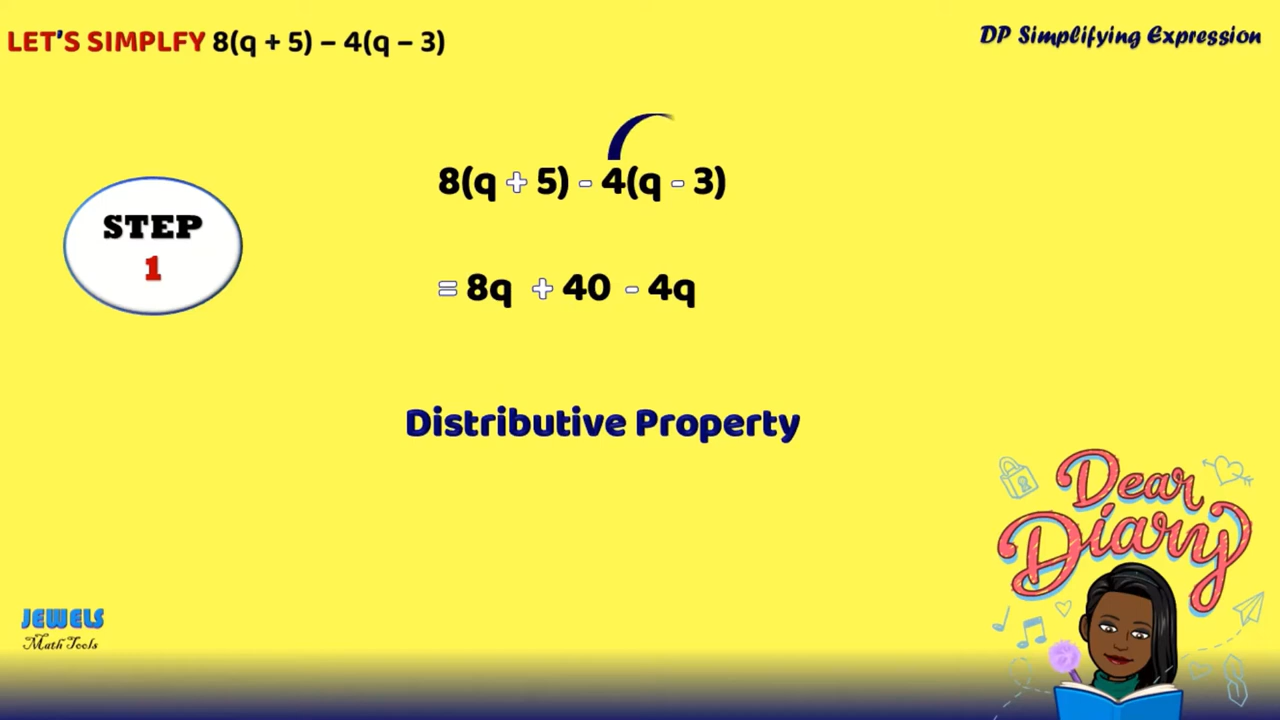 LET'S SIMPLFY 8(q + 5) – 4(q – 3)
DP Simplifying Expression
8(q + 5) - 4(q - 3)
STEP
1
= 8q + 40 - 4q
Distributive Property
Dear
Diary
JEWELS
Math Tools